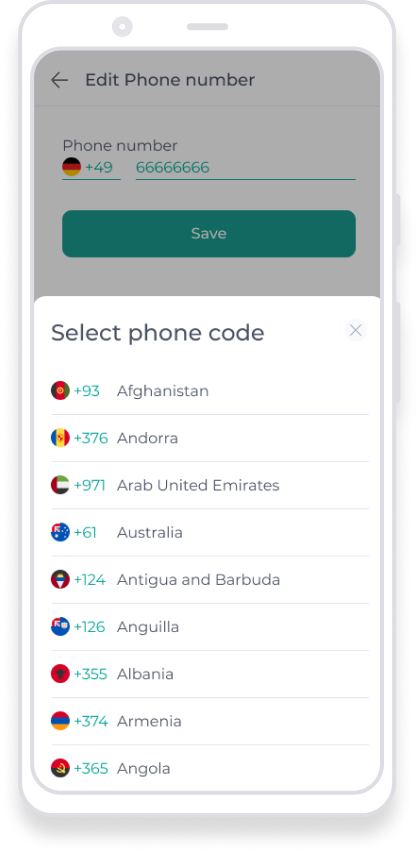 Edit Phone number
Phone number
+49 66666666
Save
Select phone code
+93 Afghanistan
+376 Andorra
+971 Arab United Emirates
+61 Australia
+124 Antigua and Barbuda
+126 Anguilla
+355 Albania
+374 Armenia
+365 Angola